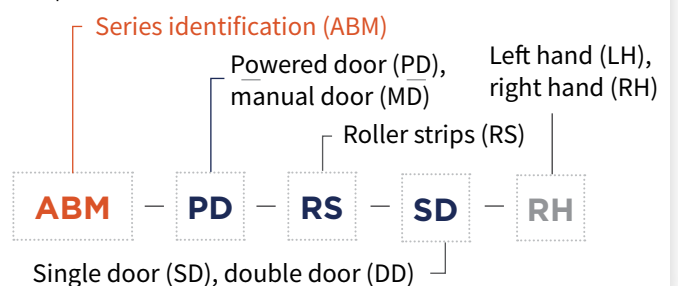 Series identification (ABM)
Powered door (PD),
manual door (MD)
Left hand (LH),
right hand (RH)
Roller strips (RS)
ABM — PD — RS — SD — RH
Single door (SD), double door (DD)